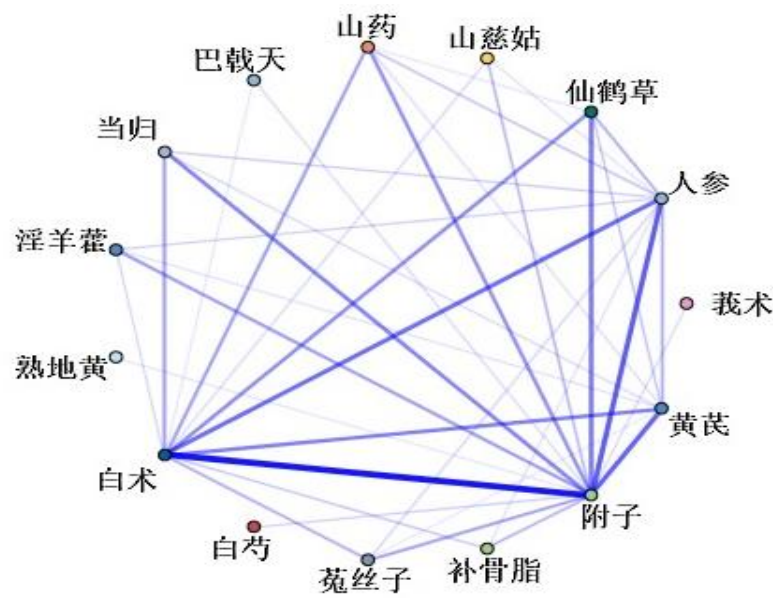 山药
山慈姑
巴戟天
仙鹤草
当归
人参
淫羊藿
莪术
熟地黄
黄芪
白术
附子
白芍
菟丝子
补骨脂